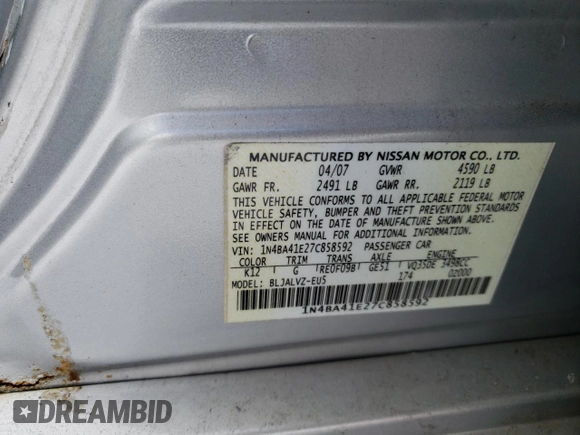 MANUFACTURED BY NISSAN MOTOR CO., LTD.
DATE 04/07 GVWR 4590 LB
GAWR FR. 2491 LB GAWR RR. 2119 LB
THIS VEHICLE CONFORMS TO ALL APPLICABLE FEDERAL MOTOR
VEHICLE SAFETY, BUMPER AND THEFT PREVENTION STANDARDS
IN EFFECT ON THE DATE OF MANUFACTURE SHOWN ABOVE.
SEE OWNERS MANUAL FOR ADDITIONAL INFORMATION.
VIN: 1N4BA41E27C858592 PASSENGER CAR
COLOR TRIM TRANS AXLE ENGINE
K12 G RE0F09B GE51 VQ35DE 3498CC
MODEL: BLJALVZ-EU5 174 02000
1N4BA41E27C858592
DREAMBID